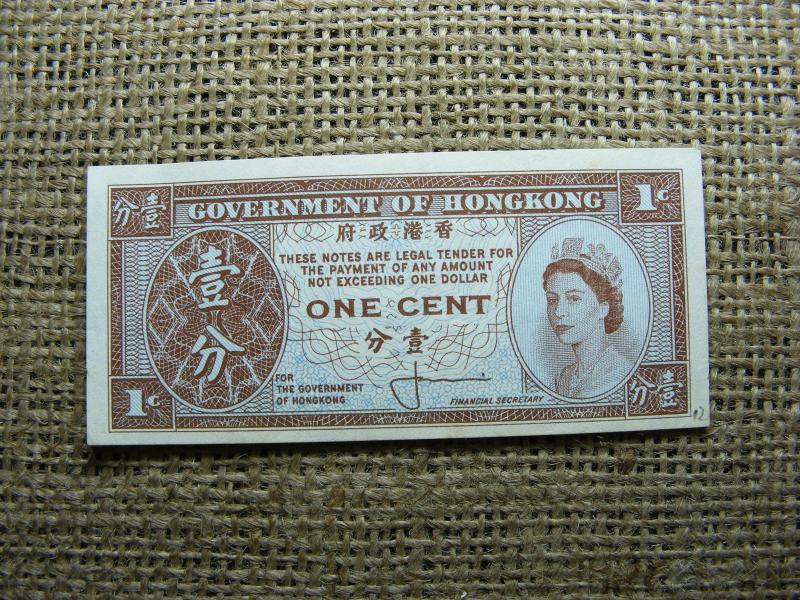 分壹
GOVERNMENT OF HONGKONG
1C
府政港香
THESE NOTES ARE LEGAL TENDER FOR
THE PAYMENT OF ANY AMOUNT
NOT EXCEEDING ONE DOLLAR
壹分
ONE CENT
分壹
FOR
THE GOVERNMENT
OF HONGKONG
FINANCIAL SECRETARY
1C
分壹